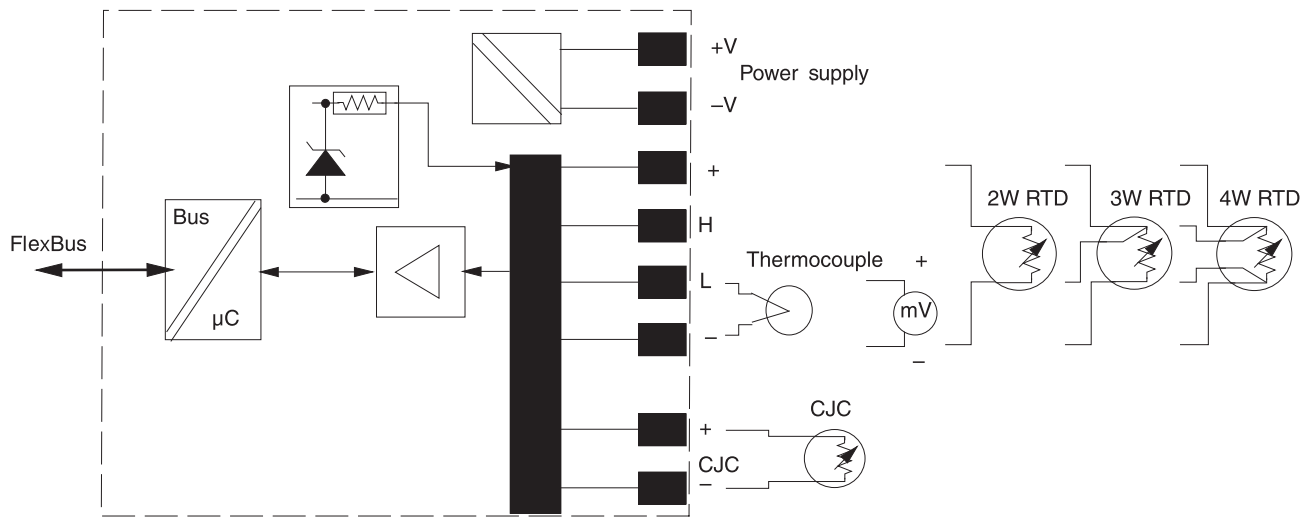 +V
Power supply
–V
+
2W RTD
3W RTD
4W RTD
Bus
H
FlexBus
Thermocouple
+
L
mV
µC
–
–
CJC
+
CJC
–